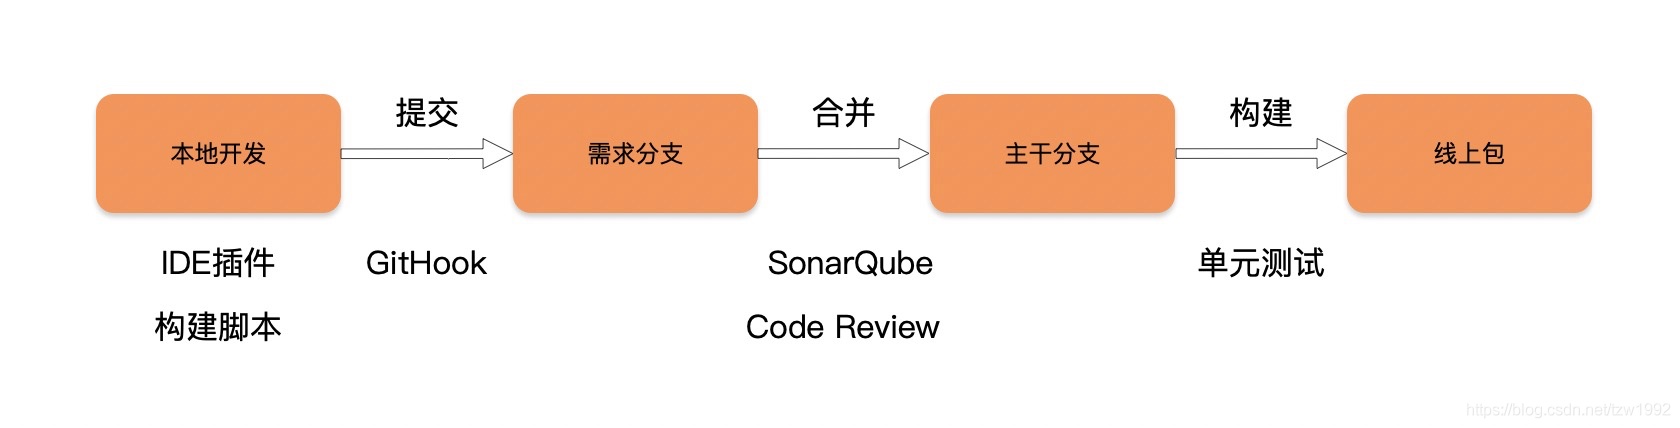 提交
合并
构建
本地开发
需求分支
主干分支
线上包
IDE插件
GitHook
SonarQube
单元测试
构建脚本
Code Review
https://blog.csdn.net/tzw1992